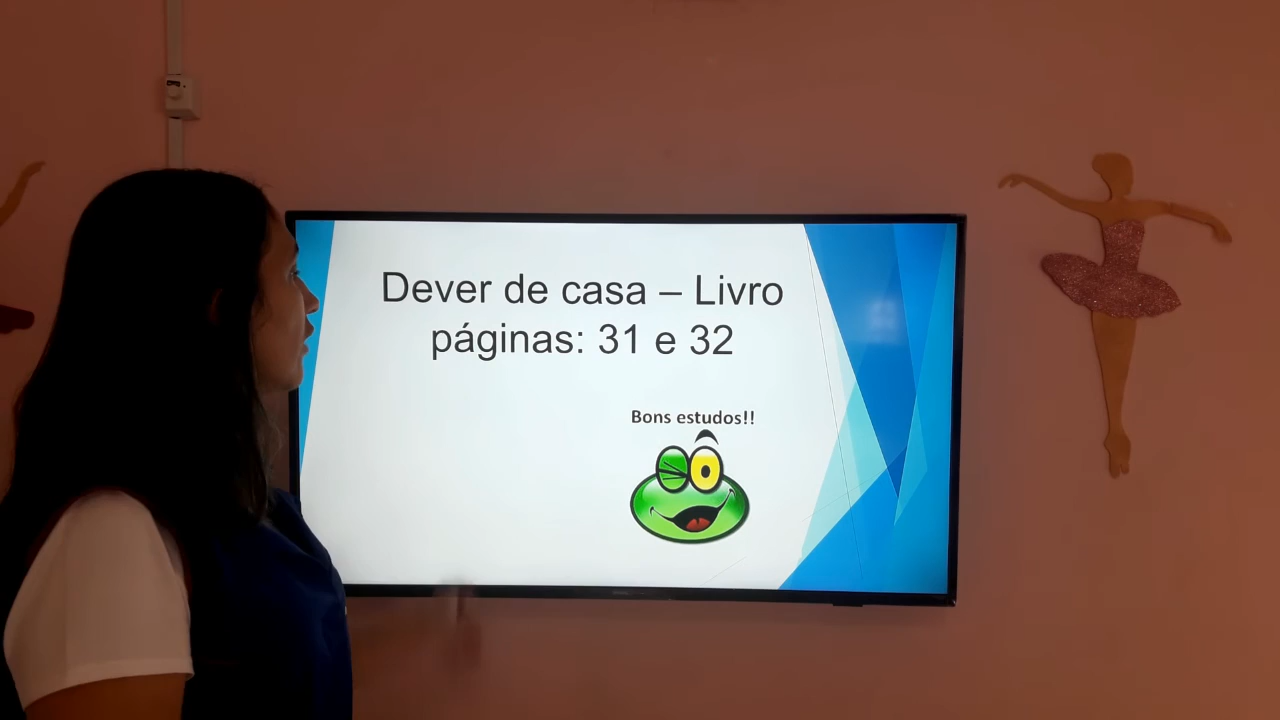 Dever de casa – Livro
páginas: 31 e 32
Bons estudos!!